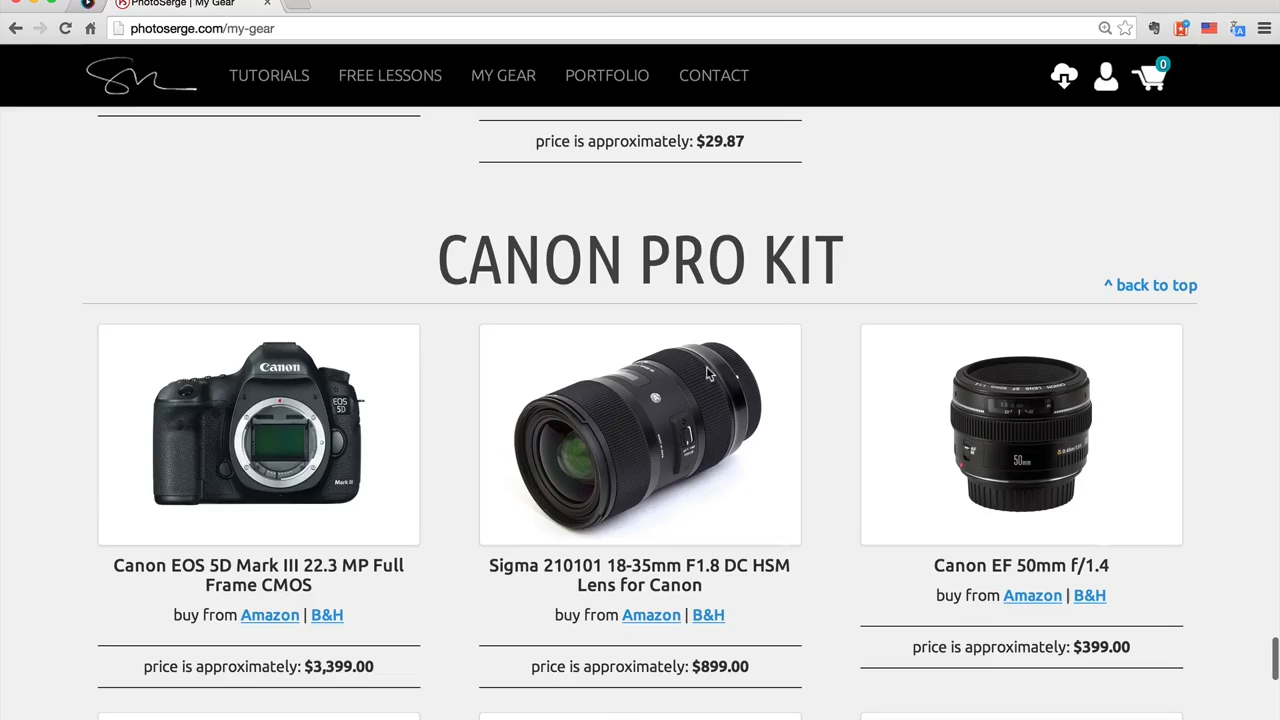 PhotoSerge | My Gear
photoserge.com/my-gear
TUTORIALS FREE LESSONS MY GEAR PORTFOLIO CONTACT 0
price is approximately: $29.87
CANON PRO KIT
^ back to top
Canon
EOS
5D
Mark III
50mm
Canon EOS 5D Mark III 22.3 MP Full
Frame CMOS
buy from Amazon | B&H
price is approximately: $3,399.00
Sigma 210101 18-35mm F1.8 DC HSM
Lens for Canon
buy from Amazon | B&H
price is approximately: $899.00
Canon EF 50mm f/1.4
buy from Amazon | B&H
price is approximately: $399.00